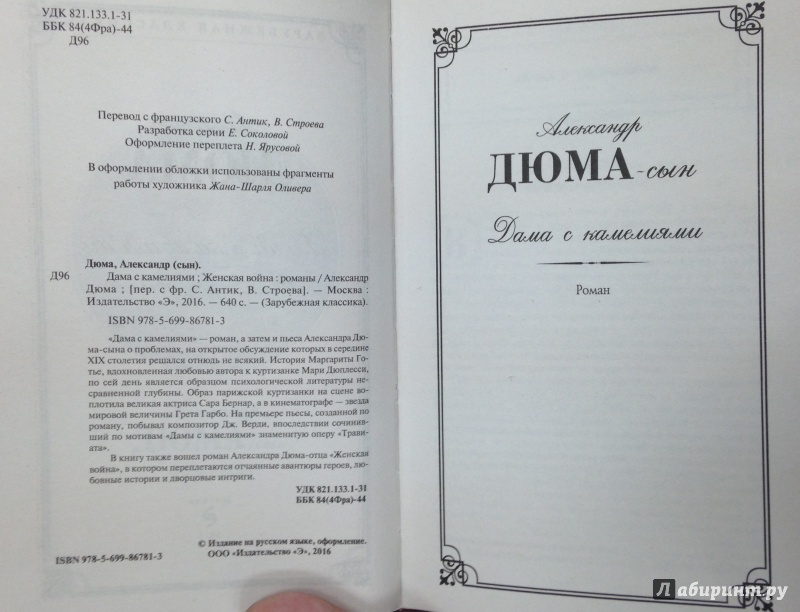 УДК 821.133.1-31
ББК 84(4Фра)-44
Д96
Перевод с французского С. Антик, В. Строева
Разработка серии Е. Соколовой
Оформление переплета Н. Ярусовой
В оформлении обложки использованы фрагменты
работы художника Жана-Шарля Оливера
Дюма, Александр (сын).
Д96 Дама с камелиями ; Женская война : романы / Александр
Дюма ; [пер. с фр. С. Антик, В. Строева]. — Москва :
Издательство «Э», 2016. — 640 с. — (Зарубежная классика).
ISBN 978-5-699-86781-3
«Дама с камелиями» — роман, а затем и пьеса Александра Дю-
ма-сына о проблемах, на открытое обсуждение которых в середине
XIX столетия решался отнюдь не всякий. История Маргариты Го-
тье, вдохновленная любовью автора к куртизанке Мари Дюплесси,
по сей день является образцом психологической литературы не-
сравненной глубины. Образ парижской куртизанки на сцене во-
плотила великая актриса Сара Бернар, а в кинематографе — звезда
мировой величины Грета Гарбо. На премьере пьесы, созданной по
роману, побывал композитор Дж. Верди, впоследствии сочинив-
ший по мотивам «Дамы с камелиями» знаменитую оперу «Трави-
ата».
В книгу также вошел роман Александра Дюма-отца «Женская
война», в котором переплетаются отчаянные авантюры героев, лю-
бовные истории и дворцовые интриги.
УДК 821.133.1-31
ББК 84(4Фра)-44
© Издание на русском языке, оформление.
ISBN 978-5-699-86781-3 ООО «Издательство «Э», 2016
Александр
ДЮМА-сын
Дама с камелиями
Роман
Лабиринт.ру